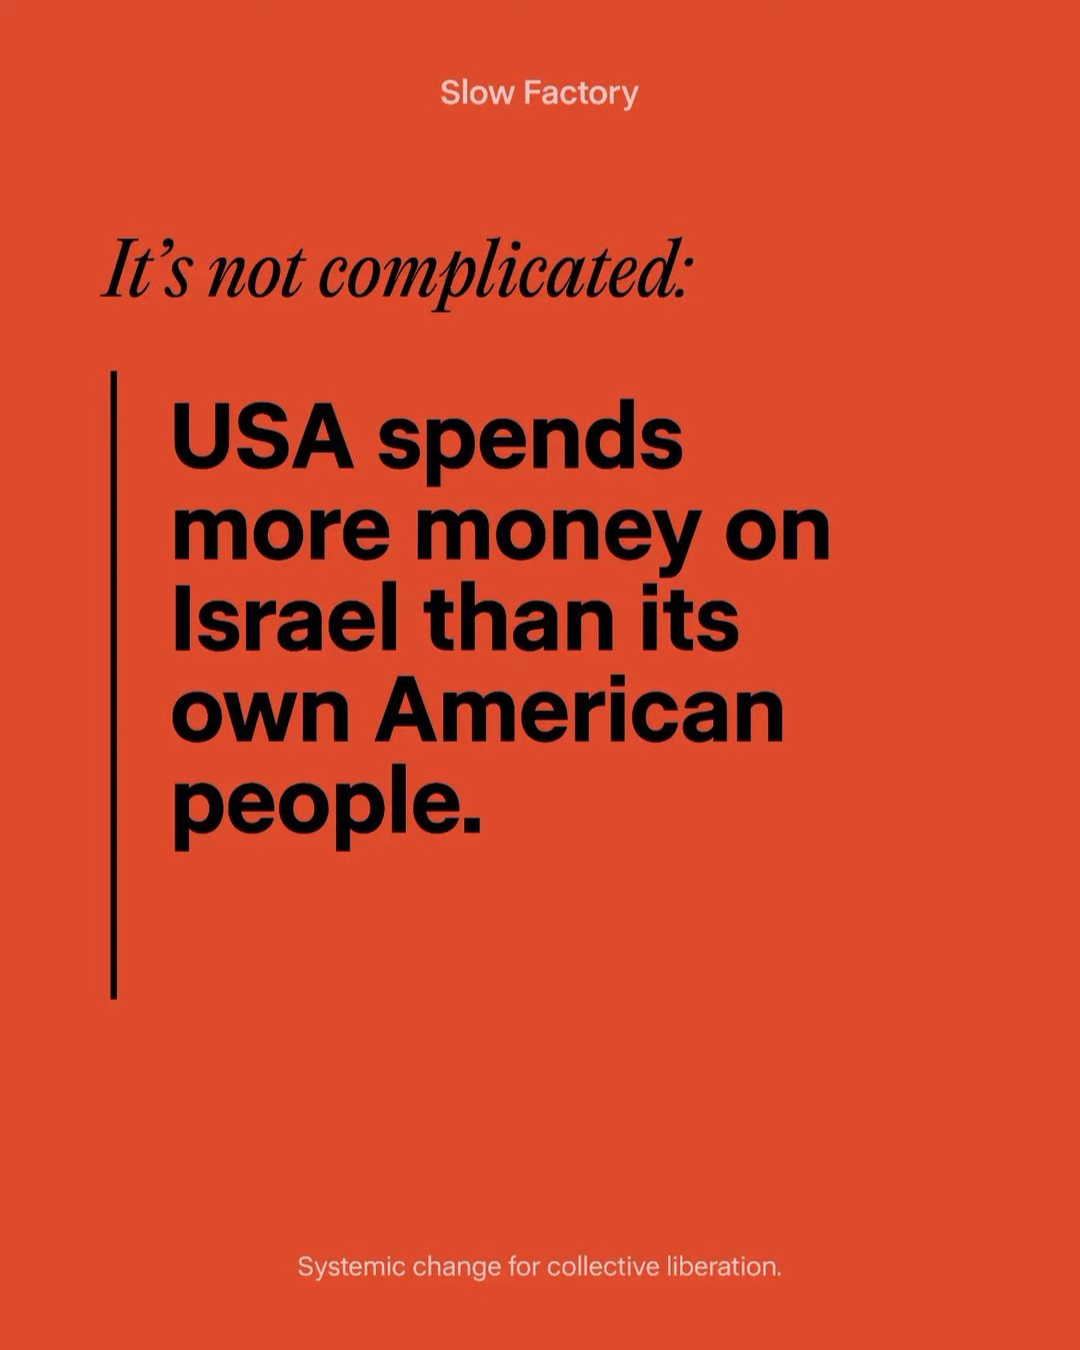 Slow Factory
It’s not complicated:
USA spends
more money on
Israel than its
own American
people.
Systemic change for collective liberation.